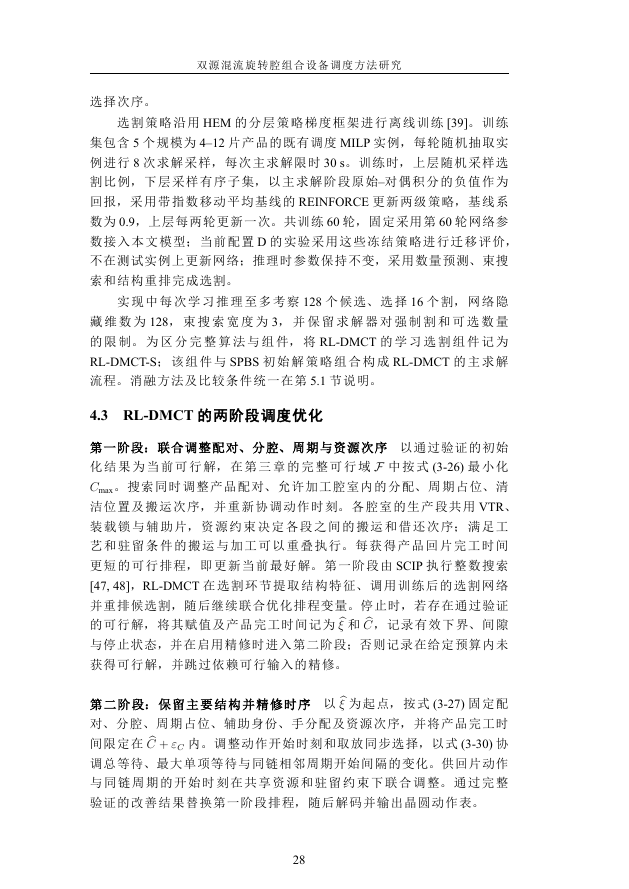 双源混流旋转腔组合设备调度方法研究
选择次序。
选割策略沿用 HEM 的分层策略梯度框架进行离线训练 [39]。训练
集包含 5 个规模为 4–12 片产品的既有调度 MILP 实例，每轮随机抽取实
例进行 8 次求解采样，每次主求解限时 30 s。训练时，上层随机采样选
割比例，下层采样有序子集，以主求解阶段原始–对偶积分的负值作为
回报，采用带指数移动平均基线的 REINFORCE 更新两级策略，基线系
数为 0.9，上层每两轮更新一次。共训练 60 轮，固定采用第 60 轮网络参
数接入本文模型；当前配置 D 的实验采用这些冻结策略进行迁移评价，
不在测试实例上更新网络；推理时参数保持不变，采用数量预测、束搜
索和结构重排完成选割。
实现中每次学习推理至多考察 128 个候选、选择 16 个割，网络隐
藏维数为 128，束搜索宽度为 3，并保留求解器对强制割和可选数量
的限制。为区分完整算法与组件，将 RL-DMCT 的学习选割组件记为
RL-DMCT-S；该组件与 SPBS 初始解策略组合构成 RL-DMCT 的主求解
流程。消融方法及比较条件统一在第 5.1 节说明。
4.3 RL-DMCT 的两阶段调度优化
第一阶段：联合调整配对、分腔、周期与资源次序 以通过验证的初始
化结果为当前可行解，在第三章的完整可行域 𝓕 中按式 (3-26) 最小化
C_max。搜索同时调整产品配对、允许加工腔室内的分配、周期占位、清
洁位置及搬运次序，并重新协调动作时刻。各腔室的生产段共用 VTR、
装载锁与辅助片，资源约束决定各段之间的搬运和借还次序；满足工
艺和驻留条件的搬运与加工可以重叠执行。每获得产品回片完工时间
更短的可行排程，即更新当前最好解。第一阶段由 SCIP 执行整数搜索
[47, 48]，RL-DMCT 在选割环节提取结构特征、调用训练后的选割网络
并重排候选割，随后继续联合优化排程变量。停止时，若存在通过验证
的可行解，将其赋值及产品完工时间记为 ξ̂ 和 Ĉ，记录有效下界、间隙
与停止状态，并在启用精修时进入第二阶段；否则记录在给定预算内未
获得可行解，并跳过依赖可行输入的精修。
第二阶段：保留主要结构并精修时序 以 ξ̂ 为起点，按式 (3-27) 固定配
对、分腔、周期占位、辅助身份、手分配及资源次序，并将产品完工时
间限定在 Ĉ + ε_C 内。调整动作开始时刻和取放同步选择，以式 (3-30) 协
调总等待、最大单项等待与同链相邻周期开始间隔的变化。供回片动作
与同链周期的开始时刻在共享资源和驻留约束下联合调整。通过完整
验证的改善结果替换第一阶段排程，随后解码并输出晶圆动作表。
28